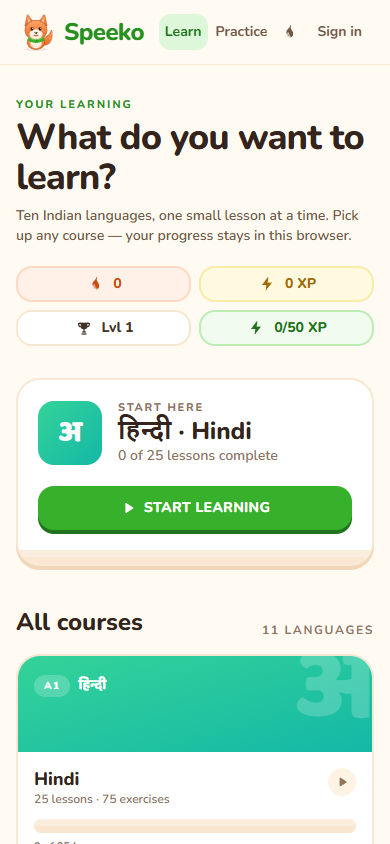 Speeko
Learn
Practice
Sign in
YOUR LEARNING
What do you want to
learn?
Ten Indian languages, one small lesson at a time. Pick
up any course — your progress stays in this browser.
0
0 XP
Lvl 1
0/50 XP
अ
START HERE
हिन्दी · Hindi
0 of 25 lessons complete
START LEARNING
All courses
11 LANGUAGES
A1 हिन्दी
अ
Hindi
25 lessons · 75 exercises